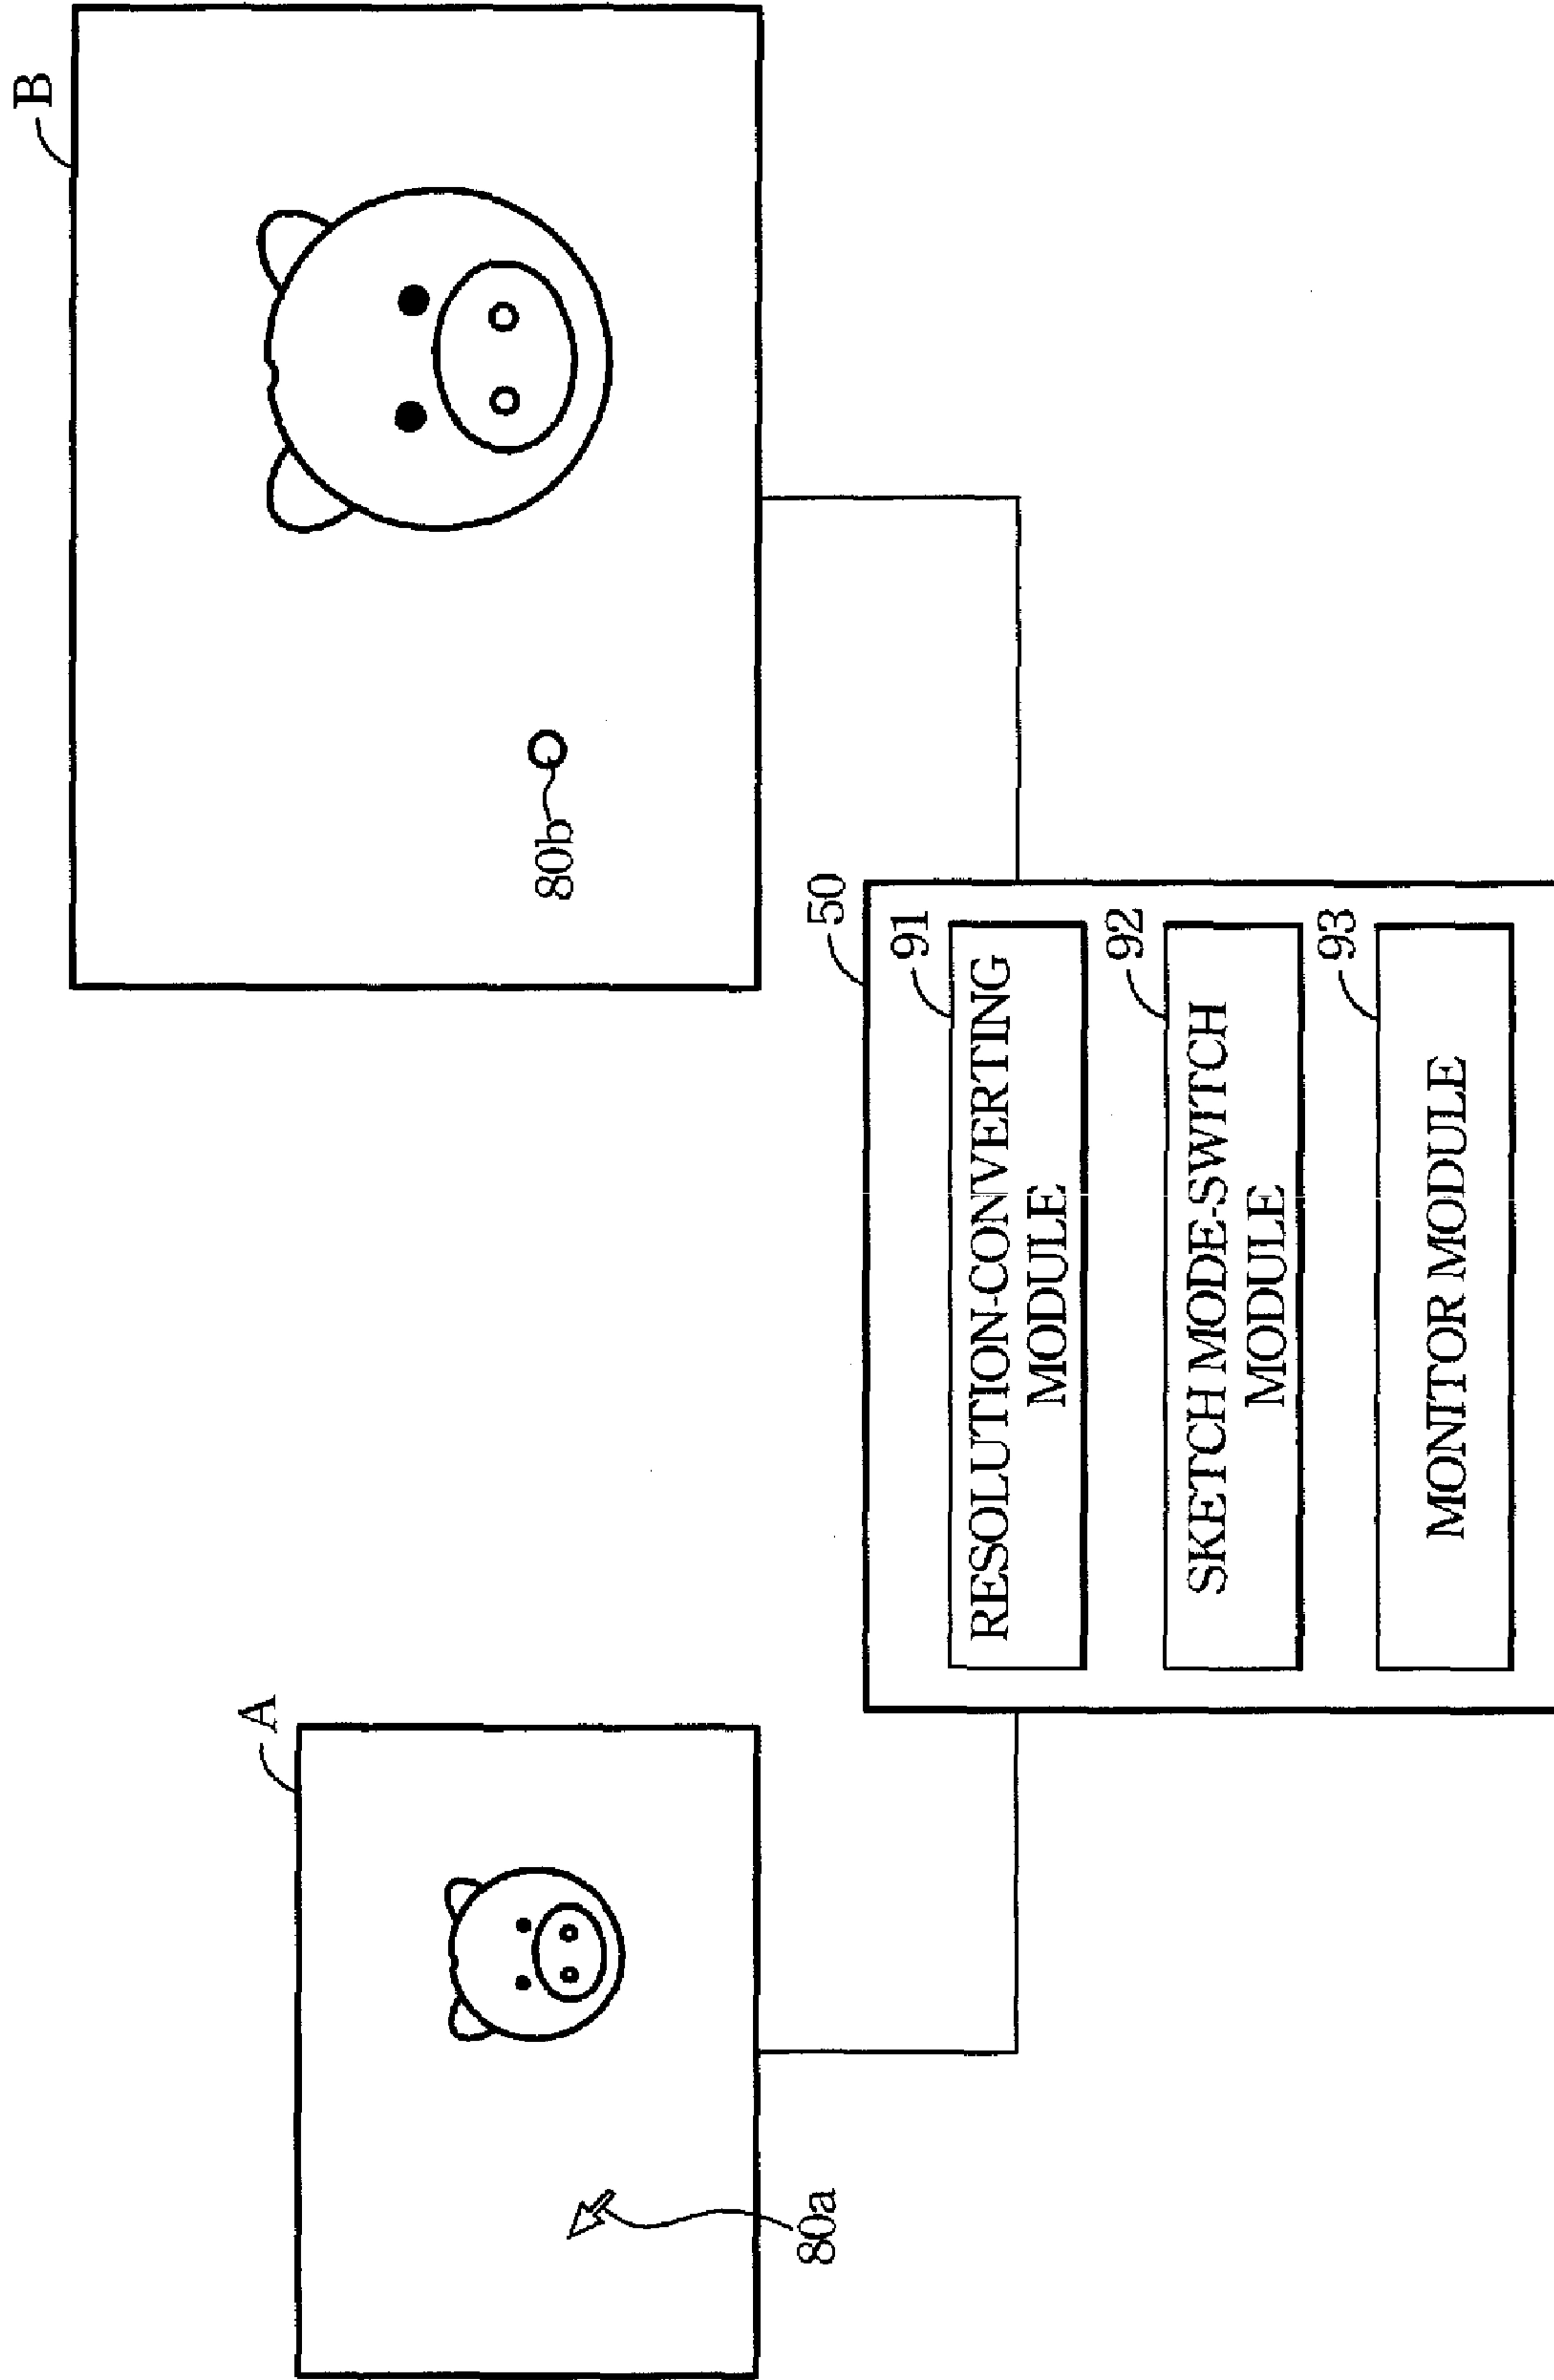 A
B
80a
80b
50
91
RESOLUTION-CONVERTING
MODULE
92
SKETCH MODE-SWITCH
MODULE
93
MONITOR MODULE